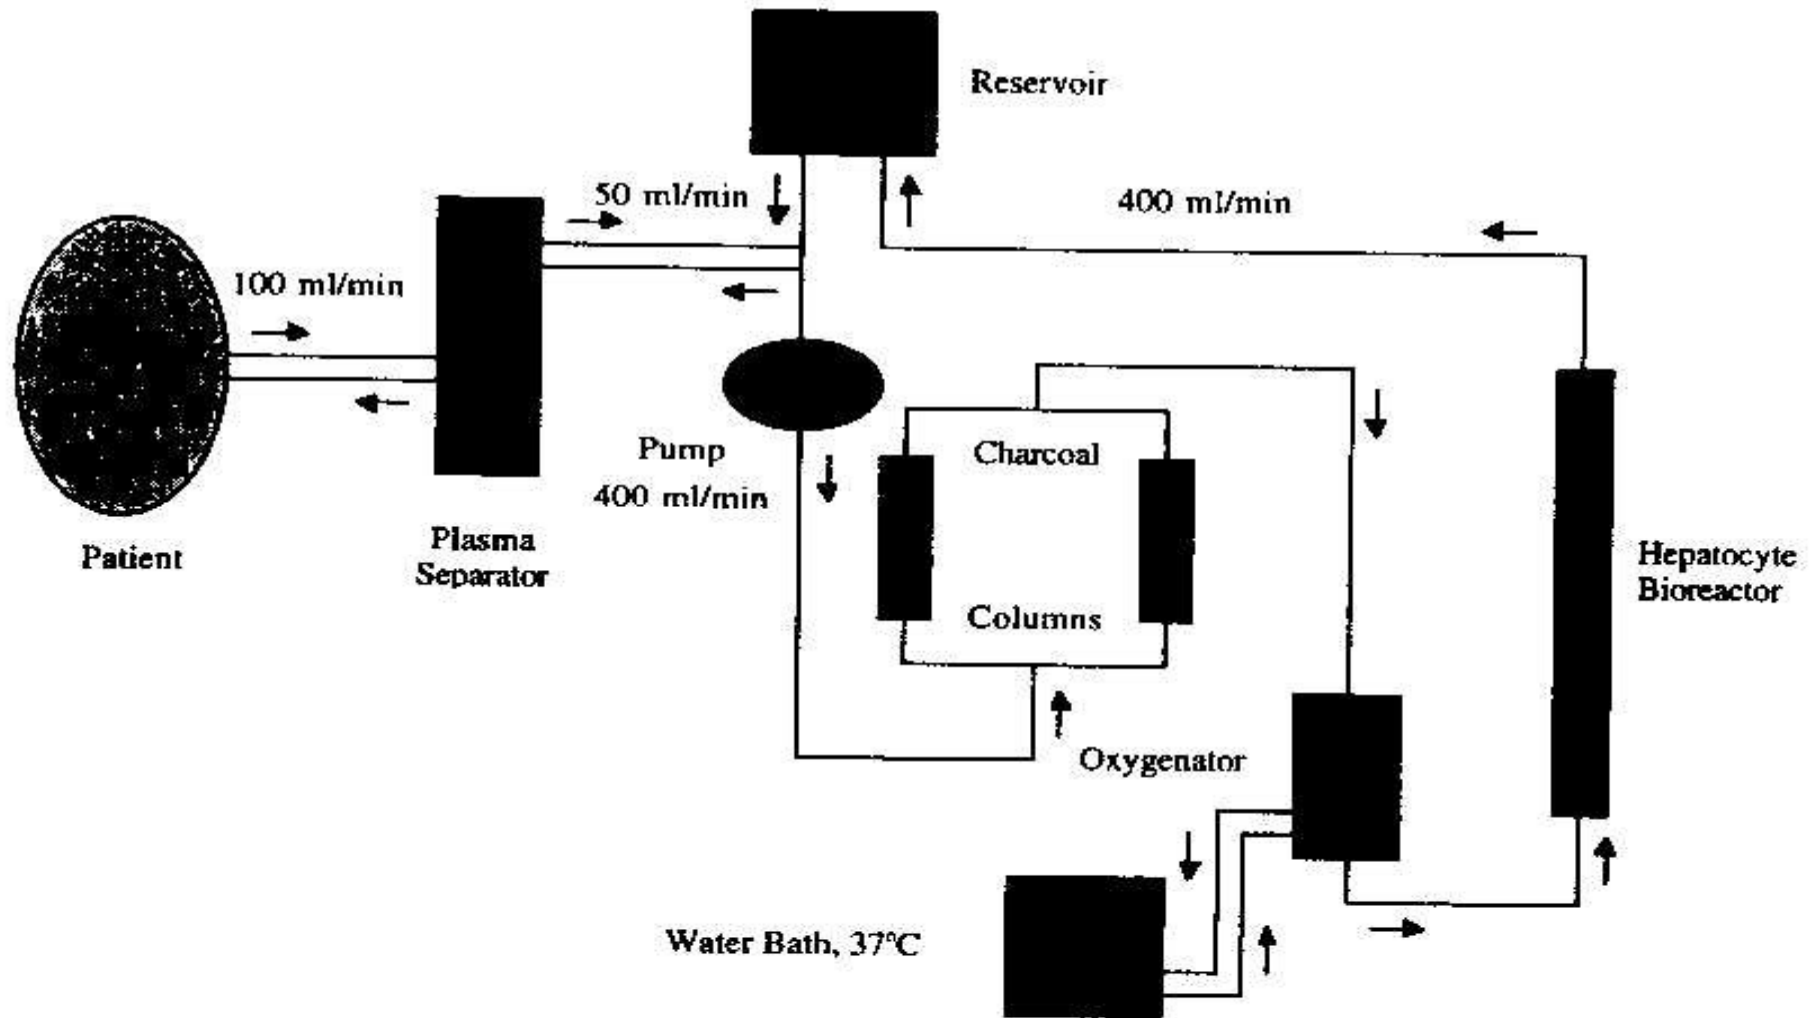 Reservoir
50 ml/min
400 ml/min
100 ml/min
Pump
400 ml/min
Charcoal
Columns
Patient
Plasma
Separator
Hepatocyte
Bioreactor
Oxygenator
Water Bath, 37°C